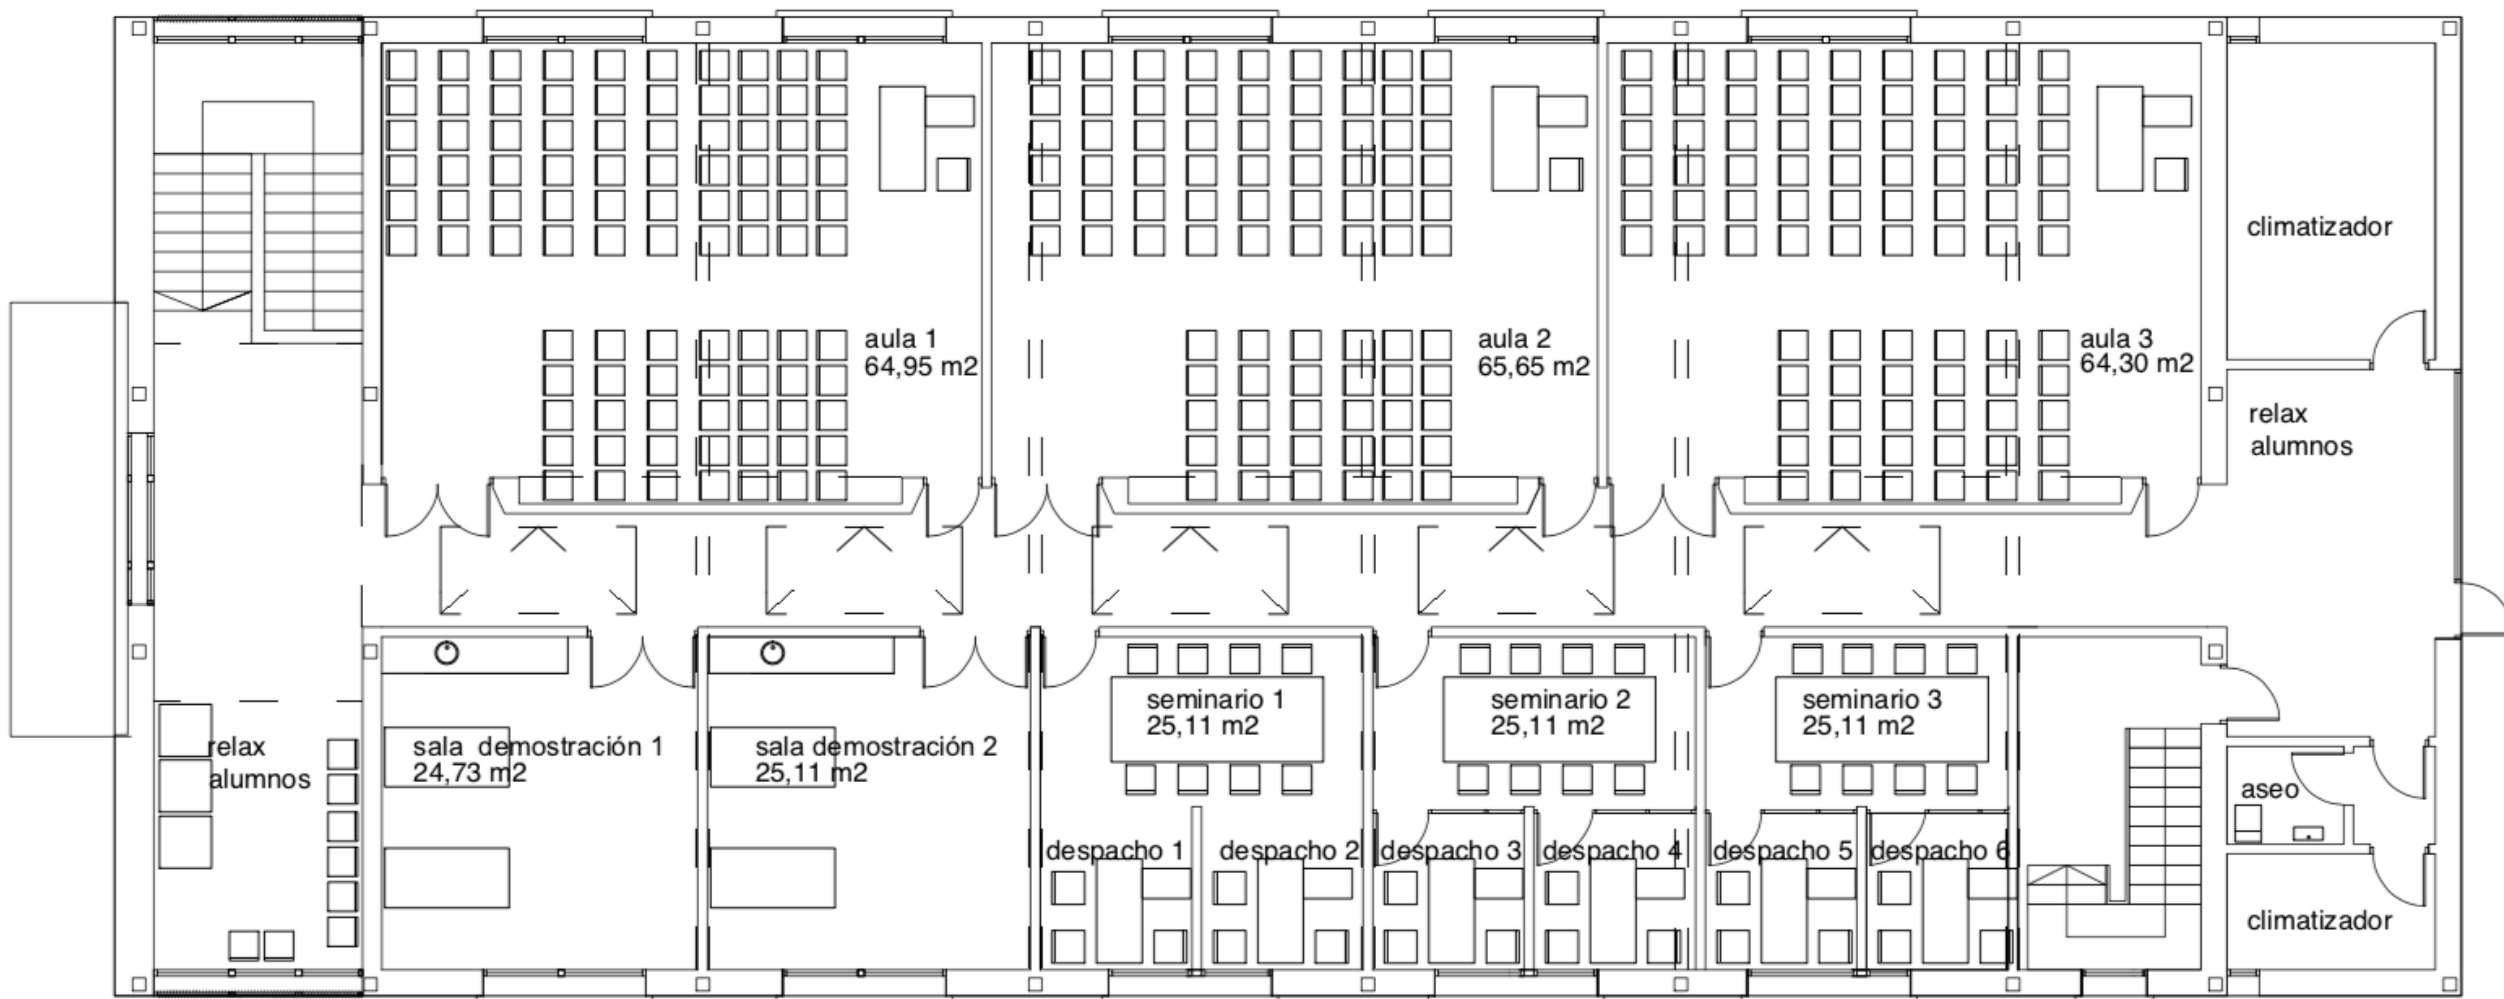 climatizador
aula 1
64,95 m2
aula 2
65,65 m2
aula 3
64,30 m2
relax
alumnos
seminario 1
25,11 m2
seminario 2
25,11 m2
seminario 3
25,11 m2
relax
alumnos
sala demostración 1
24,73 m2
sala demostración 2
25,11 m2
aseo
despacho 1
despacho 2
despacho 3
despacho 4
despacho 5
despacho 6
climatizador